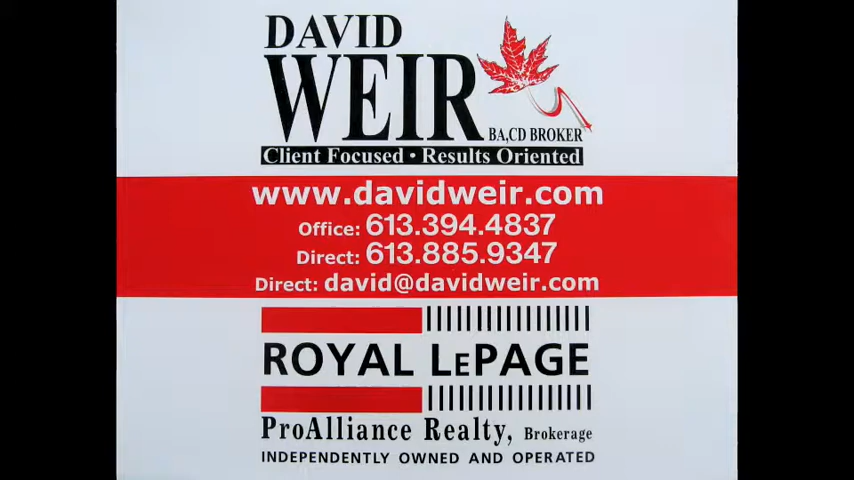 DAVID
WEIR
BA,CD BROKER
Client Focused • Results Oriented
www.davidweir.com
Office: 613.394.4837
Direct: 613.885.9347
Direct: david@davidweir.com
ROYAL LEPAGE
ProAlliance Realty, Brokerage
INDEPENDENTLY OWNED AND OPERATED